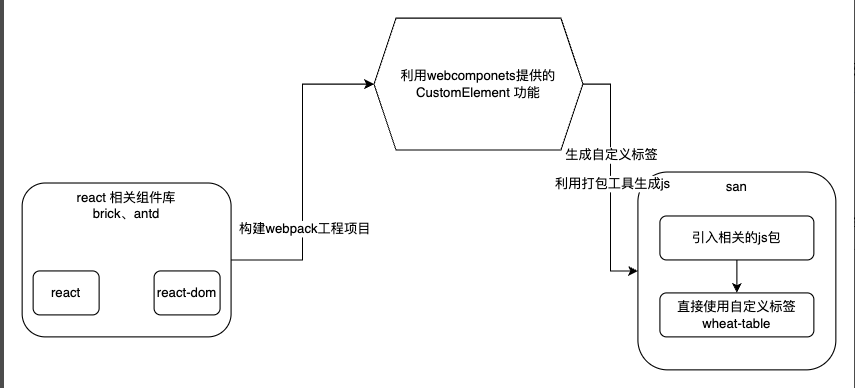 利用webcomponets提供的
CustomElement 功能
生成自定义标签
利用打包工具生成js
react 相关组件库
brick、antd
构建webpack工程项目
react
react-dom
san
引入相关的js包
直接使用自定义标签
wheat-table